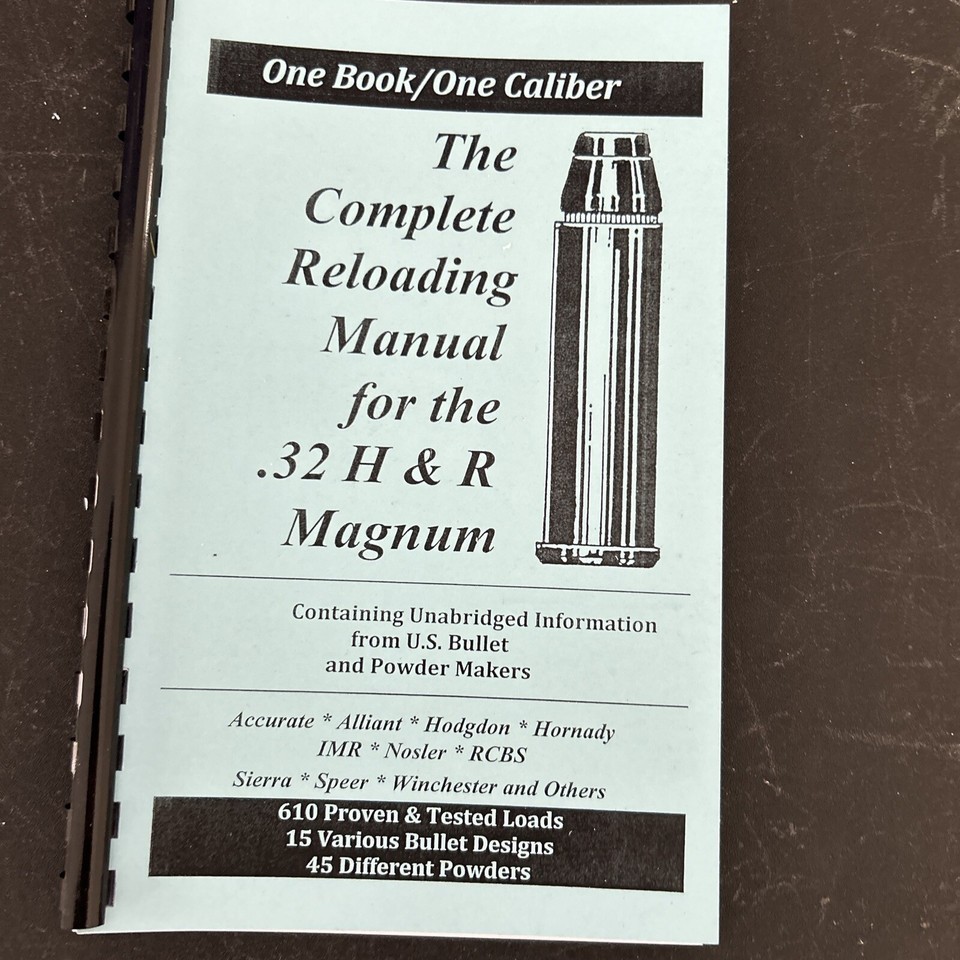 One Book/One Caliber
The
Complete
Reloading
Manual
for the
.32 H & R
Magnum
Containing Unabridged Information
from U.S. Bullet
and Powder Makers
Accurate * Alliant * Hodgdon * Hornady
IMR * Nosler * RCBS
Sierra * Speer * Winchester and Others
610 Proven & Tested Loads
15 Various Bullet Designs
45 Different Powders